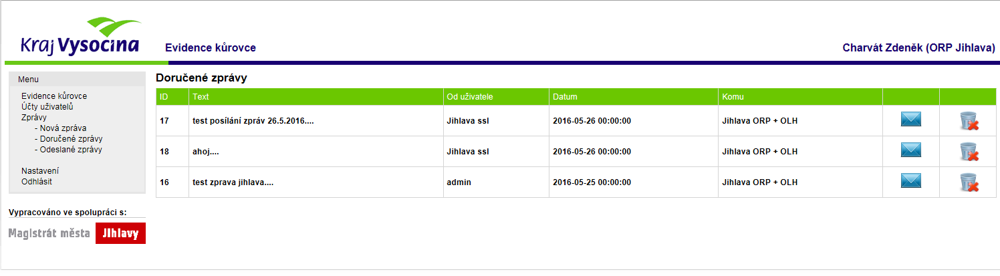 Kraj Vysočina
Evidence kůrovce
Charvát Zdeněk (ORP Jihlava)
Menu
Evidence kůrovce
Účty uživatelů
Zprávy
- Nová zpráva
- Doručené zprávy
- Odeslané zprávy
Nastavení
Odhlásit
Vypracováno ve spolupráci s:
Magistrát města Jihlavy
Doručené zprávy
ID Text Od uživatele Datum Komu
17 test posílání zpráv 26.5.2016.... Jihlava ssl 2016-05-26 00:00:00 Jihlava ORP + OLH
18 ahoj.... Jihlava ssl 2016-05-26 00:00:00 Jihlava ORP + OLH
16 test zprava jihlava.... admin 2016-05-25 00:00:00 Jihlava ORP + OLH